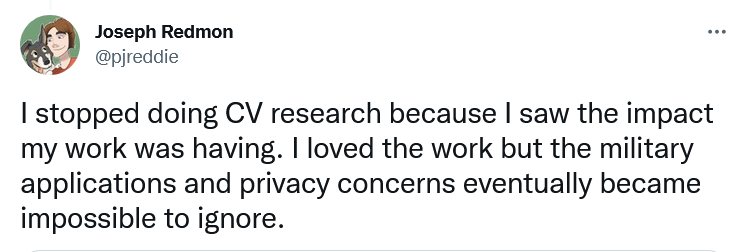 Joseph Redmon
@pjreddie
I stopped doing CV research because I saw the impact
my work was having. I loved the work but the military
applications and privacy concerns eventually became
impossible to ignore.